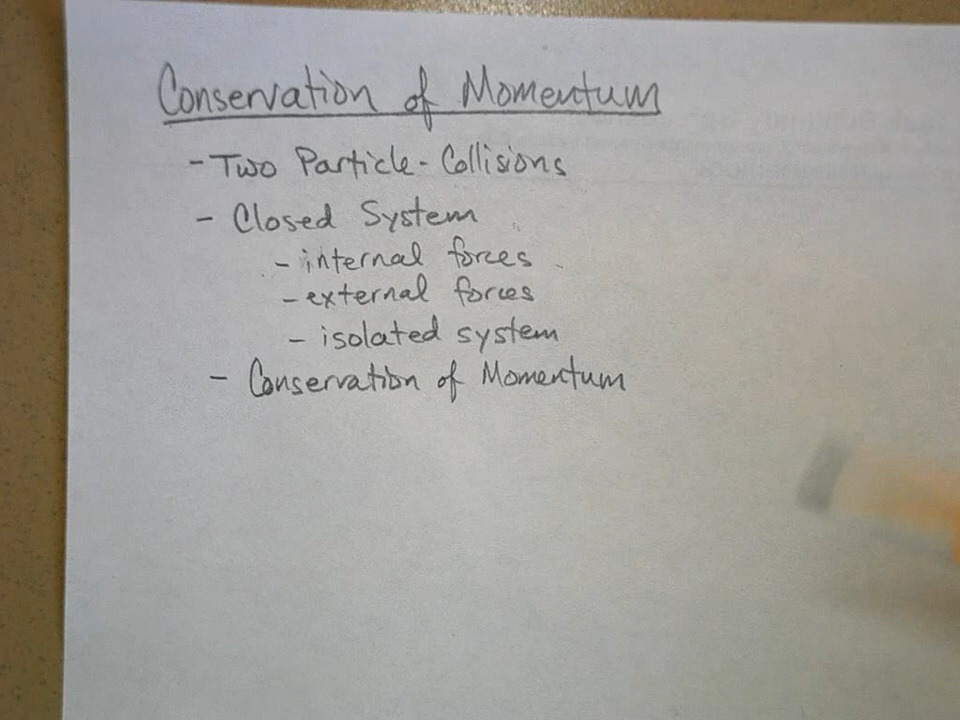 Conservation of Momentum
- Two Particle - Collisions
- Closed System
- internal forces
- external forces
- isolated system
- Conservation of Momentum